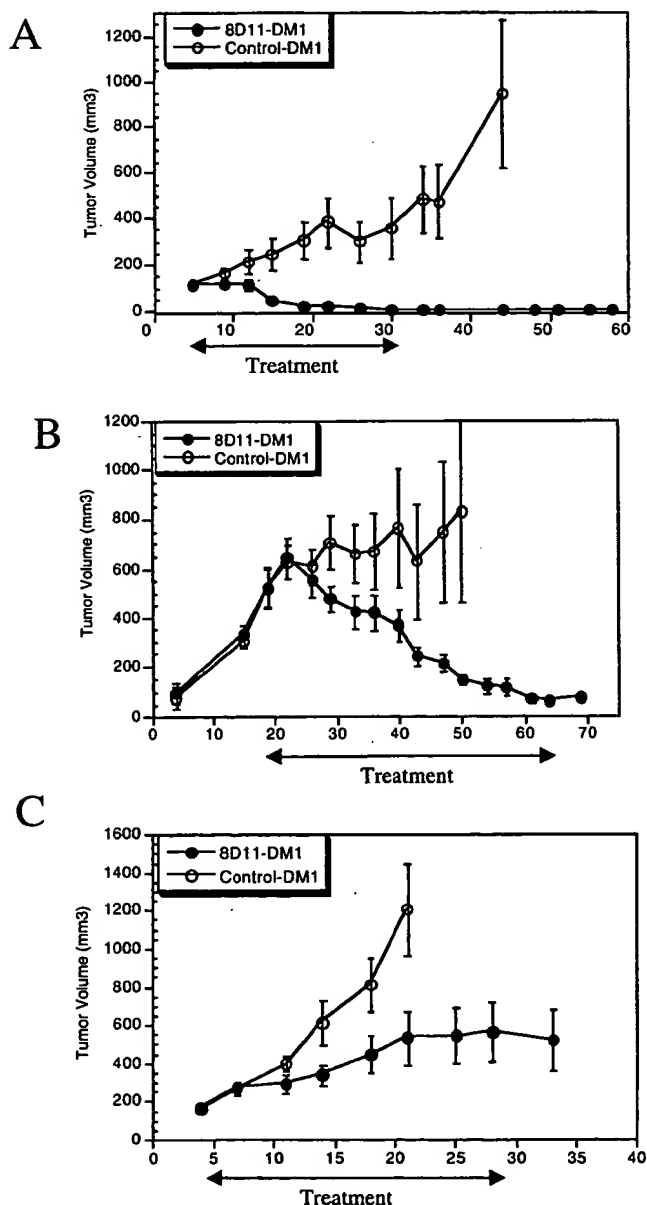 A
8D11-DM1
Control-DM1
Tumor Volume (mm3)
1200
1000
800
600
400
200
0
0 10 20 30 40 50 60
Treatment
B
8D11-DM1
Control-DM1
Tumor Volume (mm3)
1200
1000
800
600
400
200
0
0 10 20 30 40 50 60 70
Treatment
C
8D11-DM1
Control-DM1
Tumor Volume (mm3)
1600
1400
1200
1000
800
600
400
200
0
0 5 10 15 20 25 30 35 40
Treatment